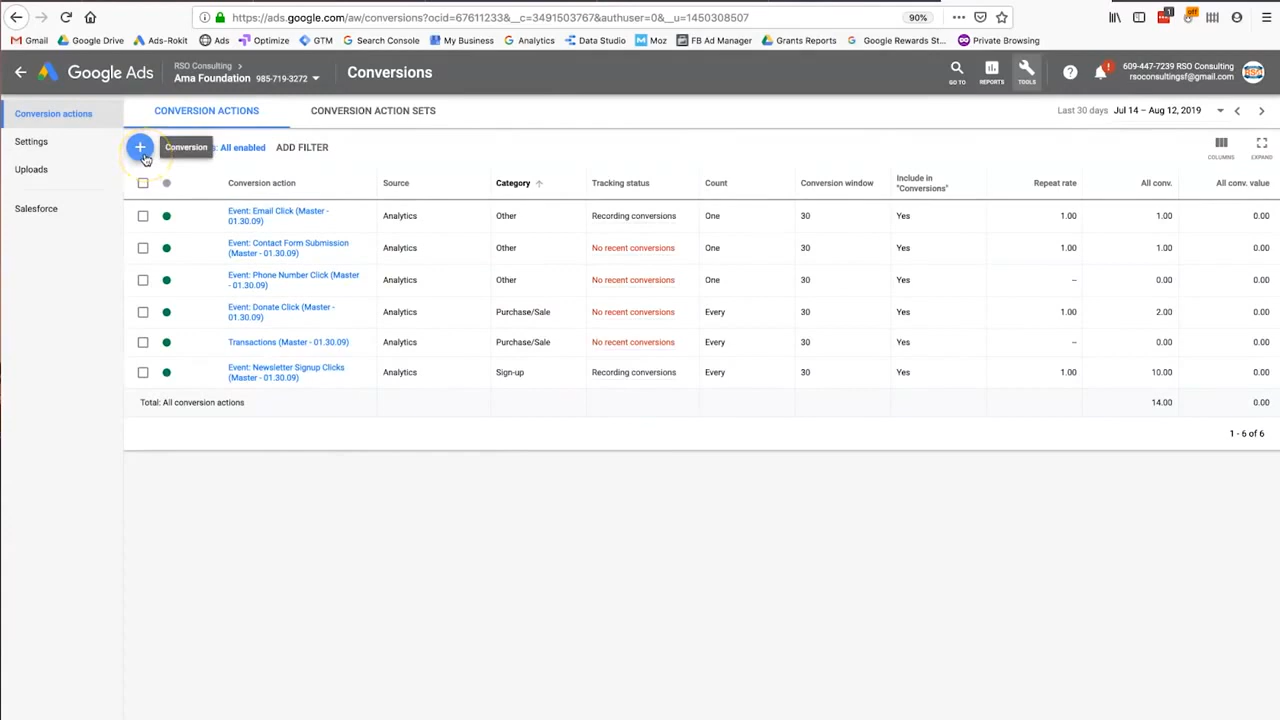 https://ads.google.com/aw/conversions?ocid=67611233&__c=3491503767&authuser=0&__u=1450308507
90%
off
Gmail Google Drive Ads-Rokit Ads Optimize GTM Search Console My Business Analytics Data Studio Moz FB Ad Manager Grants Reports Google Rewards St... Private Browsing
Google Ads
RSO Consulting
Ama Foundation 985-719-3272
Conversions
GO TO
REPORTS
TOOLS
609-447-7239 RSO Consulting
rsoconsultingsf@gmail.com
Conversion actions
Settings
Uploads
Salesforce
CONVERSION ACTIONS CONVERSION ACTION SETS
Last 30 days Jul 14 – Aug 12, 2019
Conversion
s: All enabled ADD FILTER
COLUMNS
EXPAND
Conversion action Source Category Tracking status Count Conversion window Include in "Conversions" Repeat rate All conv. All conv. value
Event: Email Click (Master - 01.30.09) Analytics Other Recording conversions One 30 Yes 1.00 1.00 0.00
Event: Contact Form Submission (Master - 01.30.09) Analytics Other No recent conversions One 30 Yes 1.00 1.00 0.00
Event: Phone Number Click (Master - 01.30.09) Analytics Other No recent conversions One 30 Yes – 0.00 0.00
Event: Donate Click (Master - 01.30.09) Analytics Purchase/Sale No recent conversions Every 30 Yes 1.00 2.00 0.00
Transactions (Master - 01.30.09) Analytics Purchase/Sale No recent conversions Every 30 Yes – 0.00 0.00
Event: Newsletter Signup Clicks (Master - 01.30.09) Analytics Sign-up Recording conversions Every 30 Yes 1.00 10.00 0.00
Total: All conversion actions 14.00 0.00
1 - 6 of 6